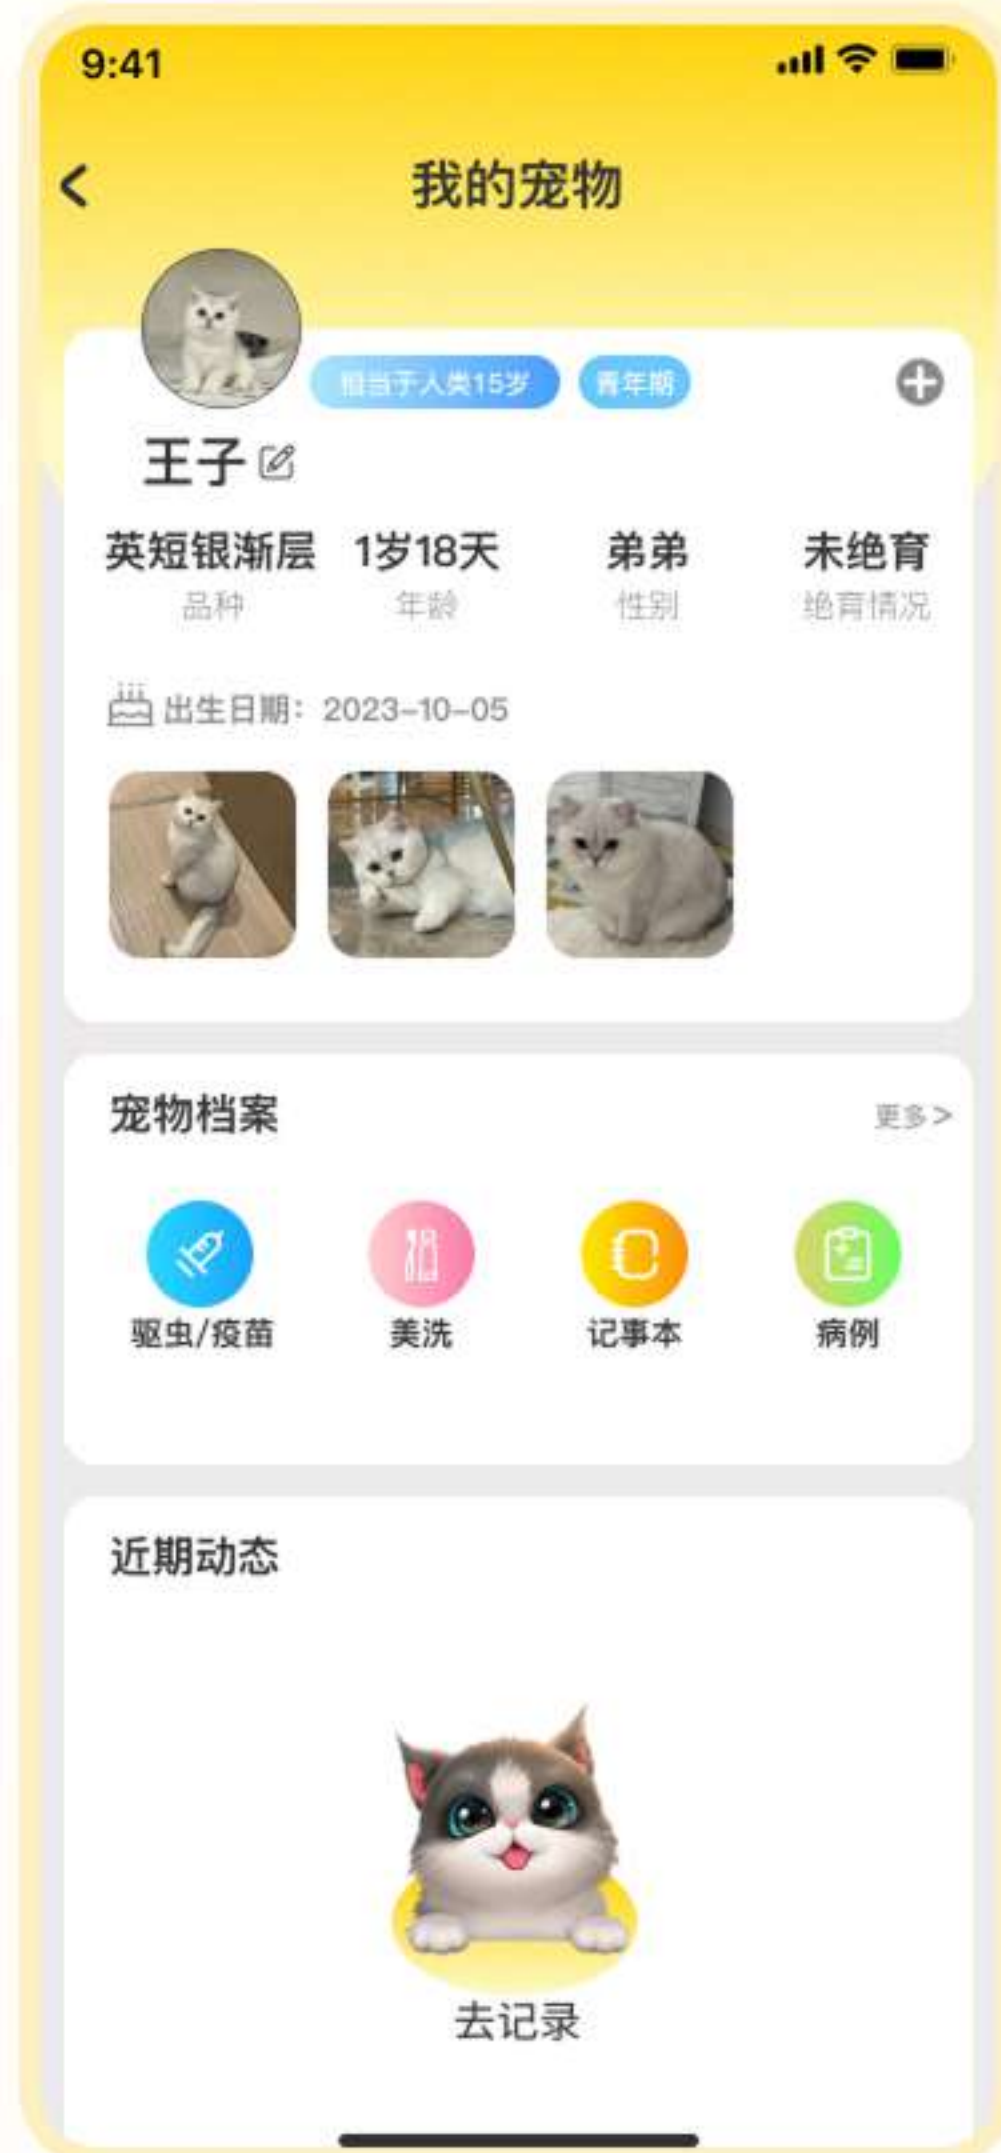 9:41
我的宠物
相当于人类15岁 青年期
王子
英短银渐层 1岁18天 弟弟 未绝育
品种 年龄 性别 绝育情况
出生日期：2023-10-05
宠物档案 更多>
驱虫/疫苗 美洗 记事本 病例
近期动态
去记录